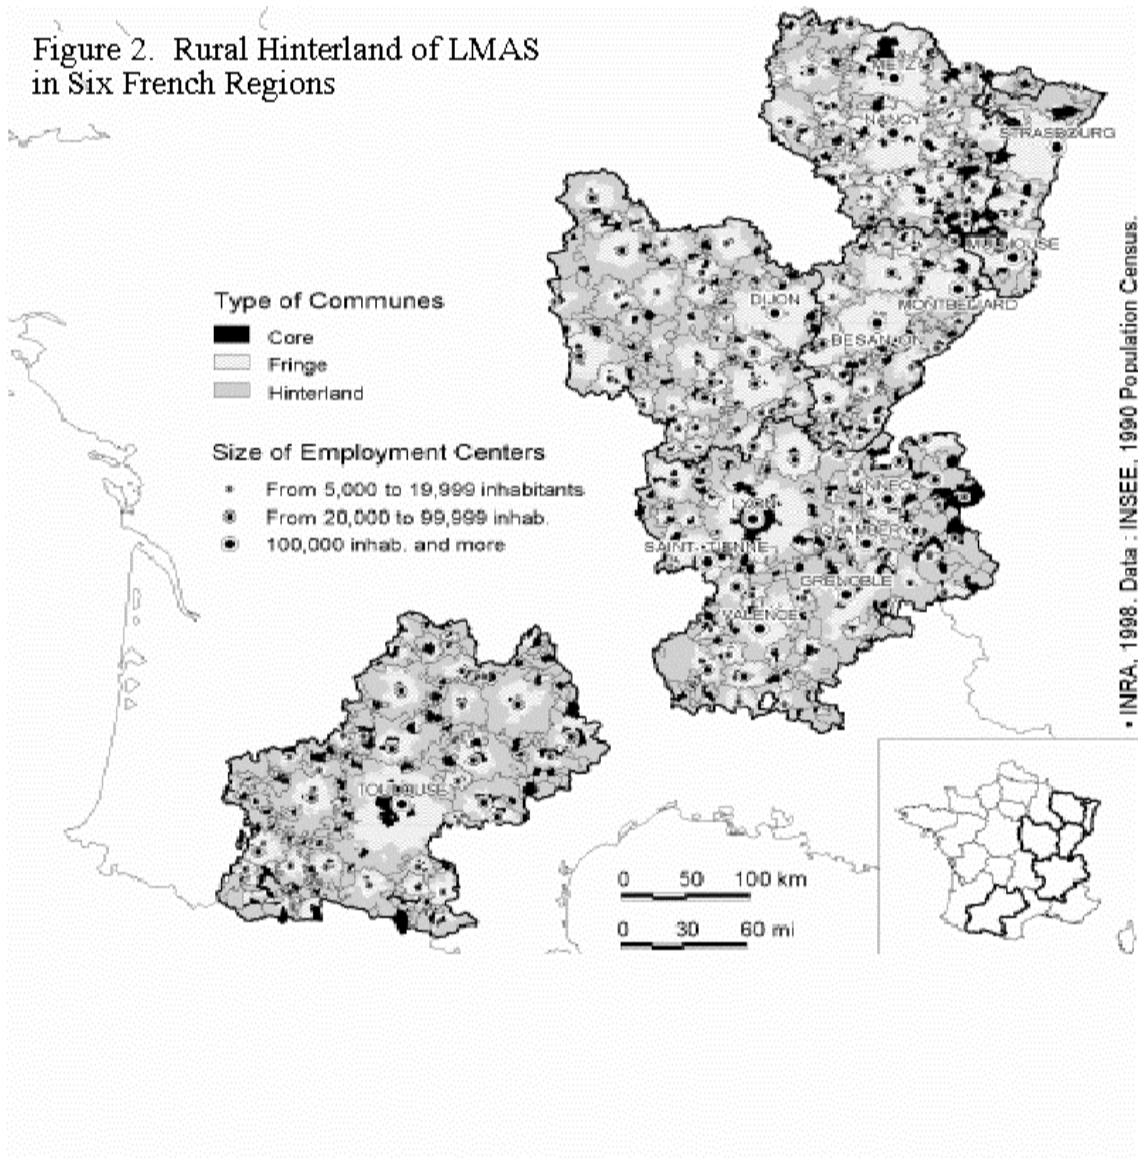 Figure 2. Rural Hinterland of LMAS
in Six French Regions
METZ
NANCY
STRASBOURG
MULHOUSE
DIJON
MONTBELIARD
BESANCON
Type of Communes
Core
Fringe
Hinterland
Size of Employment Centers
From 5,000 to 19,999 inhabitants
From 20,000 to 99,999 inhab.
100,000 inhab. and more
ANNECY
LYON
CHAMBERY
SAINT-ETIENNE
GRENOBLE
VALENCE
TOULOUSE
0 50 100 km
0 30 60 mi
• INRA, 1998. Data : INSEE, 1990 Population Census.